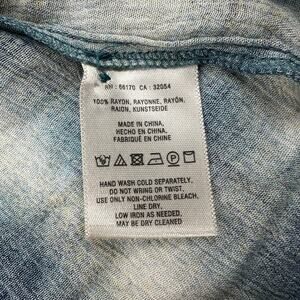 RN : 66170 CA : 32054
100% RAYON, RAYONNE, RAYÓN,
RAION, KUNSTSEIDE
MADE IN CHINA,
HECHO EN CHINA,
FABRIQUÉ EN CHINE
HAND WASH COLD SEPARATELY.
DO NOT WRING OR TWIST.
USE ONLY NON-CHLORINE BLEACH.
LINE DRY.
LOW IRON AS NEEDED.
MAY BE DRY CLEANED